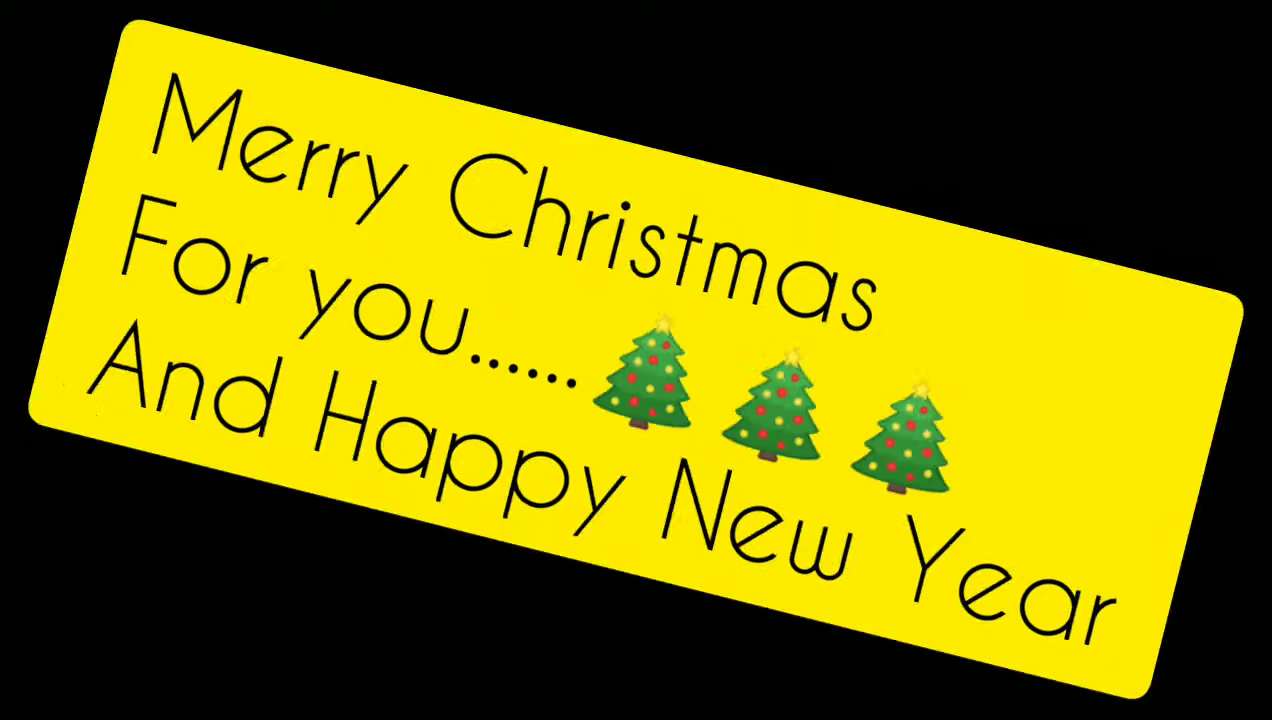 Merry Christmas
For you......🎄🎄🎄
And Happy New Year